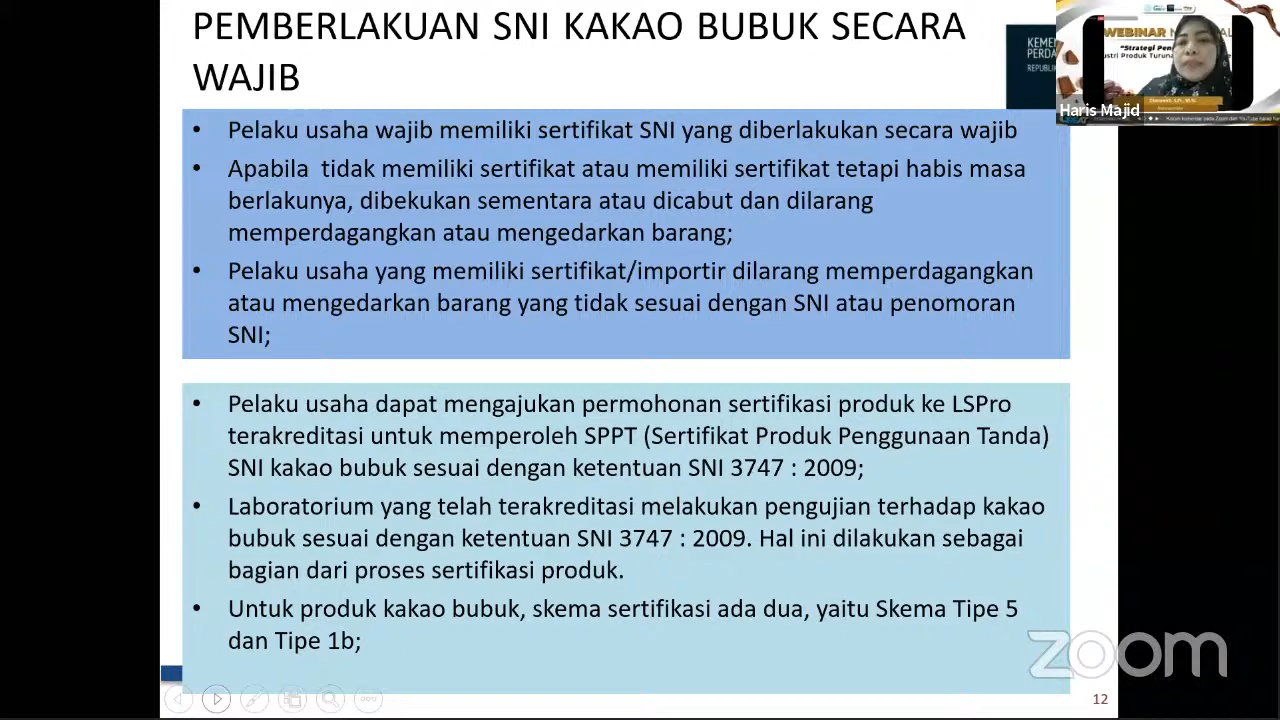 PEMBERLAKUAN SNI KAKAO BUBUK SECARA
WAJIB
KEME
PERDA
REPUBLIK
WEBINAR
"Strategi Pen
Haris Majid
• Pelaku usaha wajib memiliki sertifikat SNI yang diberlakukan secara wajib
• Apabila tidak memiliki sertifikat atau memiliki sertifikat tetapi habis masa
berlakunya, dibekukan sementara atau dicabut dan dilarang
memperdagangkan atau mengedarkan barang;
• Pelaku usaha yang memiliki sertifikat/importir dilarang memperdagangkan
atau mengedarkan barang yang tidak sesuai dengan SNI atau penomoran
SNI;
• Pelaku usaha dapat mengajukan permohonan sertifikasi produk ke LSPro
terakreditasi untuk memperoleh SPPT (Sertifikat Produk Penggunaan Tanda)
SNI kakao bubuk sesuai dengan ketentuan SNI 3747 : 2009;
• Laboratorium yang telah terakreditasi melakukan pengujian terhadap kakao
bubuk sesuai dengan ketentuan SNI 3747 : 2009. Hal ini dilakukan sebagai
bagian dari proses sertifikasi produk.
• Untuk produk kakao bubuk, skema sertifikasi ada dua, yaitu Skema Tipe 5
dan Tipe 1b;
zoom
12